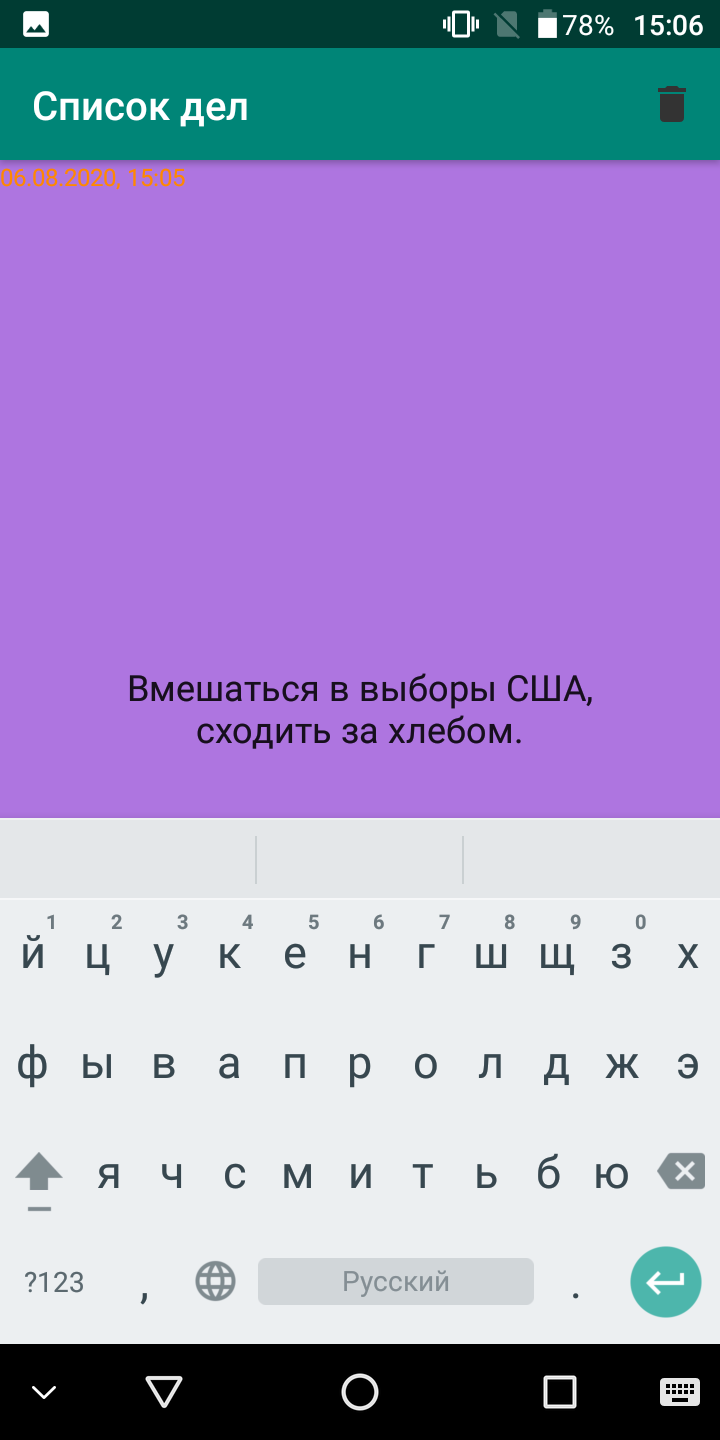 78% 15:06
Список дел
06.08.2020, 15:05
Вмешаться в выборы США,
сходить за хлебом.
1 2 3 4 5 6 7 8 9 0
й ц у к е н г ш щ з х
ф ы в а п р о л д ж э
я ч с м и т ь б ю
?123 , Русский .